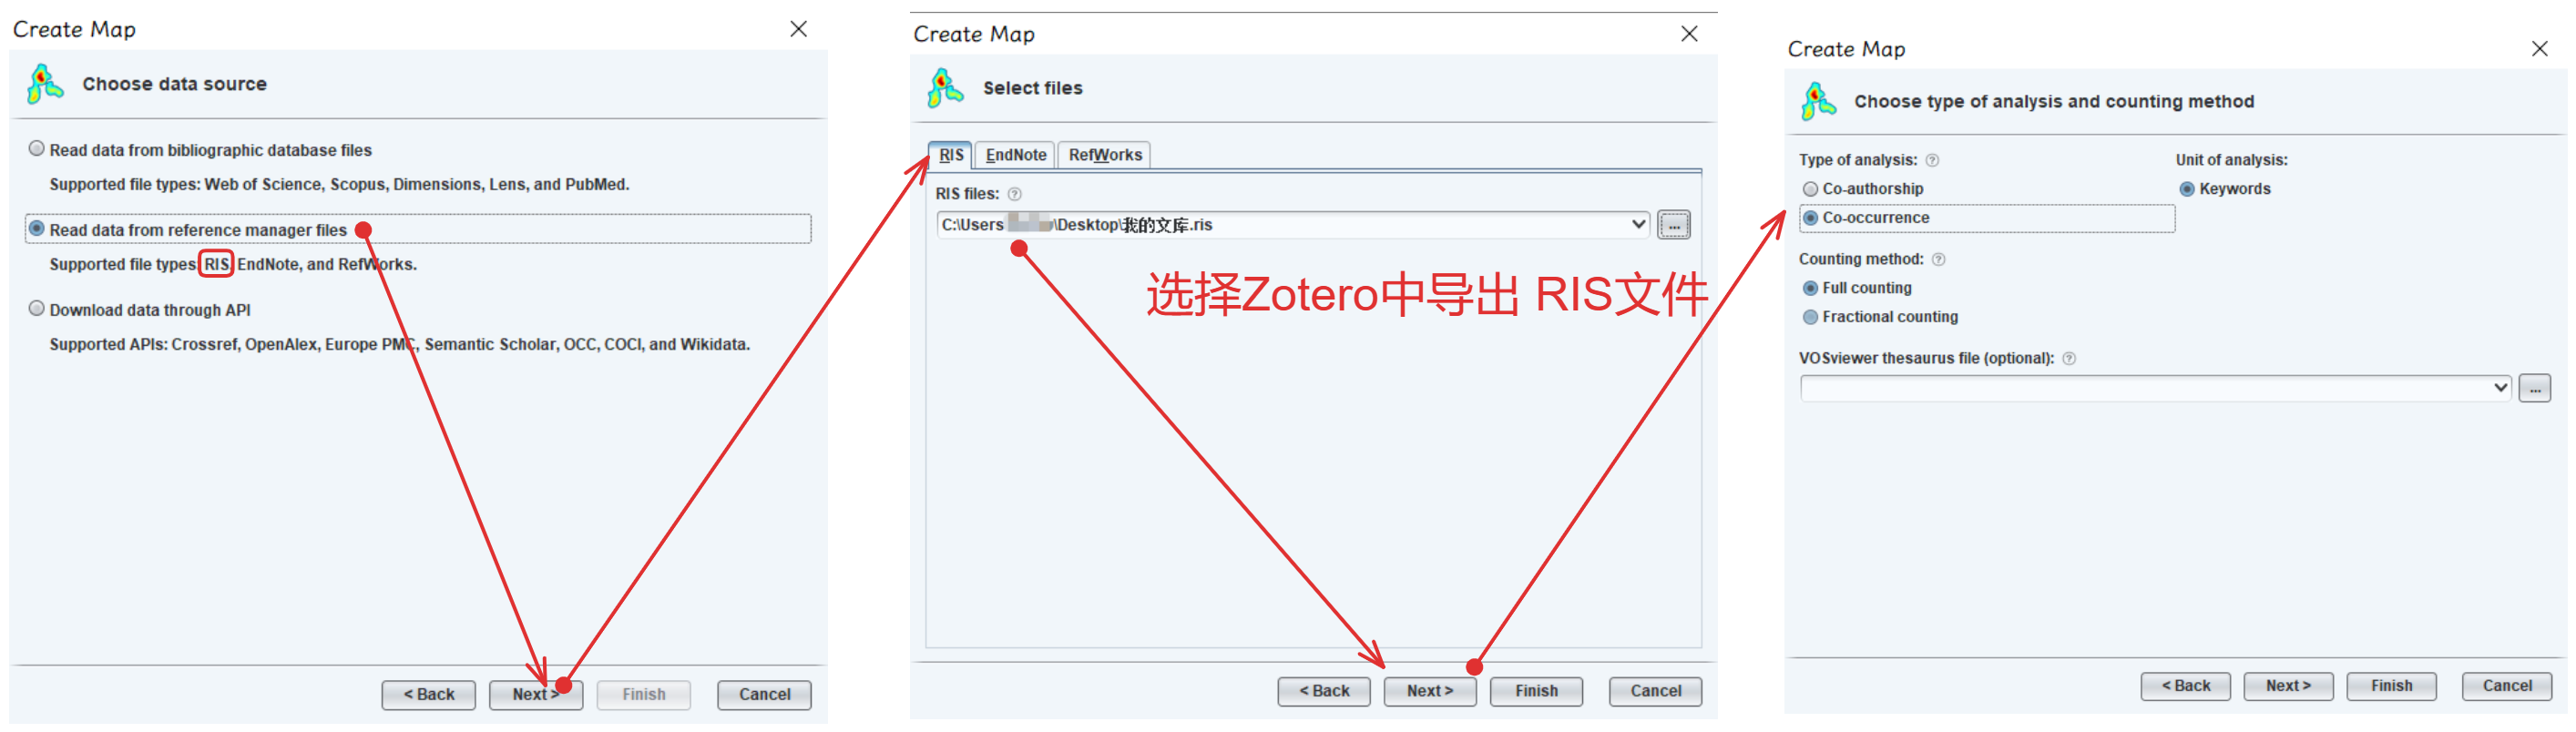 Create Map
Choose data source
Read data from bibliographic database files
Supported file types: Web of Science, Scopus, Dimensions, Lens, and PubMed.
Read data from reference manager files
Supported file types: RIS, EndNote, and RefWorks.
Download data through API
Supported APIs: Crossref, OpenAlex, Europe PMC, Semantic Scholar, OCC, COCI, and Wikidata.
< Back Next > Finish Cancel
Create Map
Select files
RIS EndNote RefWorks
RIS files: ?
C:\Users \Desktop\我的文库.ris ...
选择Zotero中导出 RIS文件
< Back Next > Finish Cancel
Create Map
Choose type of analysis and counting method
Type of analysis: ? Unit of analysis:
Co-authorship Keywords
Co-occurrence
Counting method: ?
Full counting
Fractional counting
VOSviewer thesaurus file (optional): ?
...
< Back Next > Finish Cancel